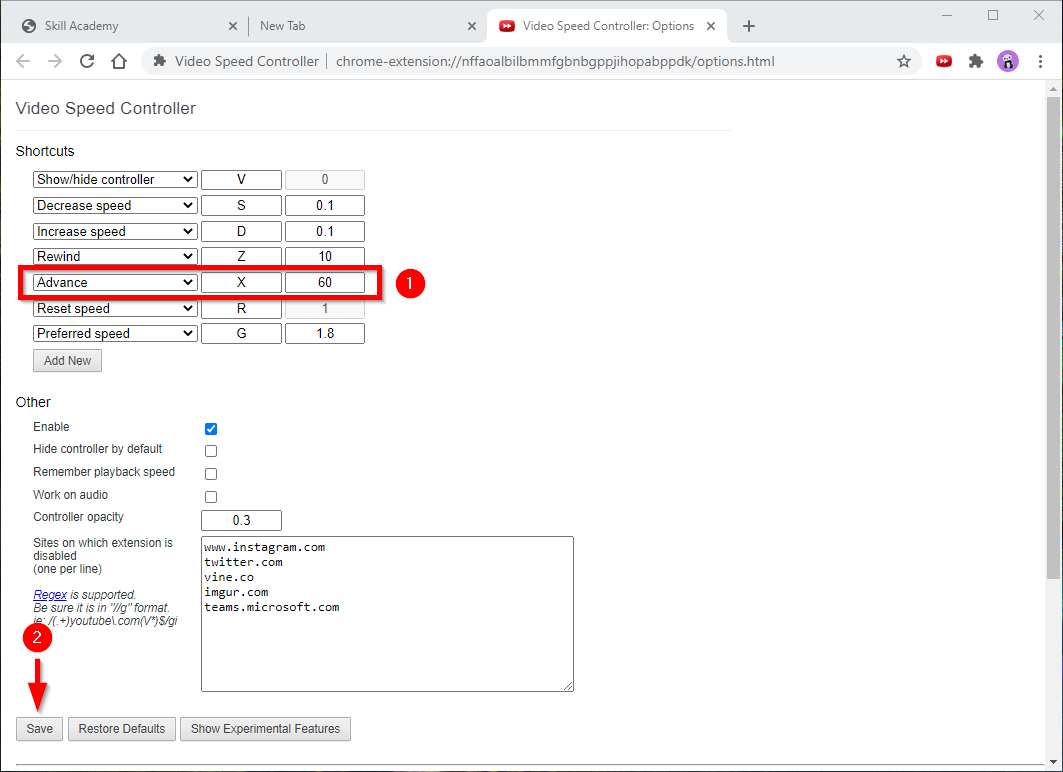 Skill Academy
New Tab
Video Speed Controller: Options
Video Speed Controller | chrome-extension://nffaoalbilbmmfgbnbgppjihopabppdk/options.html
Video Speed Controller
Shortcuts
Show/hide controller V 0
Decrease speed S 0.1
Increase speed D 0.1
Rewind Z 10
Advance X 60 1
Reset speed R 1
Preferred speed G 1.8
Add New
Other
Enable
Hide controller by default
Remember playback speed
Work on audio
Controller opacity 0.3
Sites on which extension is
disabled
(one per line)
www.instagram.com
twitter.com
vine.co
imgur.com
teams.microsoft.com
Regex is supported.
Be sure it is in "//g" format.
ie: /(.+)youtube\.com(\/*)$/gi
2
Save Restore Defaults Show Experimental Features